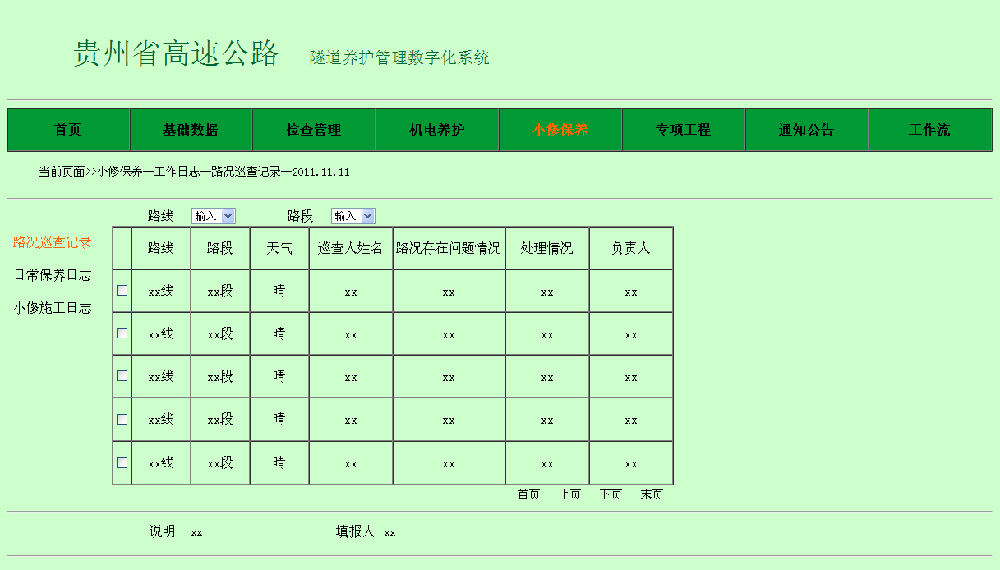 贵州省高速公路——隧道养护管理数字化系统
首页 基础数据 检查管理 机电养护 小修保养 专项工程 通知公告 工作流
当前页面>>小修保养—工作日志—路况巡查记录—2011.11.11
路线 输入 路段 输入
路况巡查记录
日常保养日志
小修施工日志
路线 路段 天气 巡查人姓名 路况存在问题情况 处理情况 负责人
xx线 xx段 晴 xx xx xx xx
xx线 xx段 晴 xx xx xx xx
xx线 xx段 晴 xx xx xx xx
xx线 xx段 晴 xx xx xx xx
xx线 xx段 晴 xx xx xx xx
首页 上页 下页 末页
说明 xx 填报人 xx